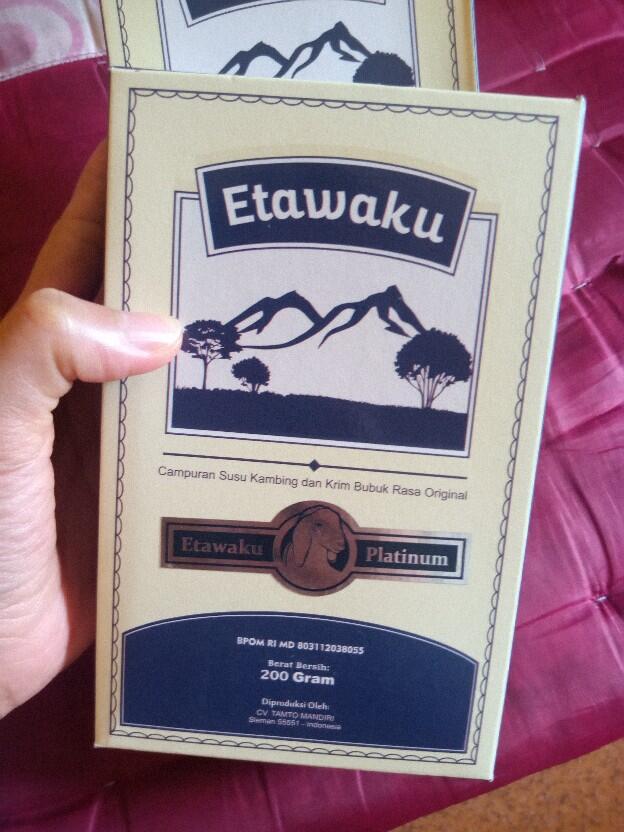 Etawaku
Campuran Susu Kambing dan Krim Bubuk Rasa Original
Etawaku Platinum
BPOM RI MD 803112038055
Berat Bersih:
200 Gram
Diproduksi Oleh:
CV. TAMTO MANDIRI
Sleman 55551 - Indonesia